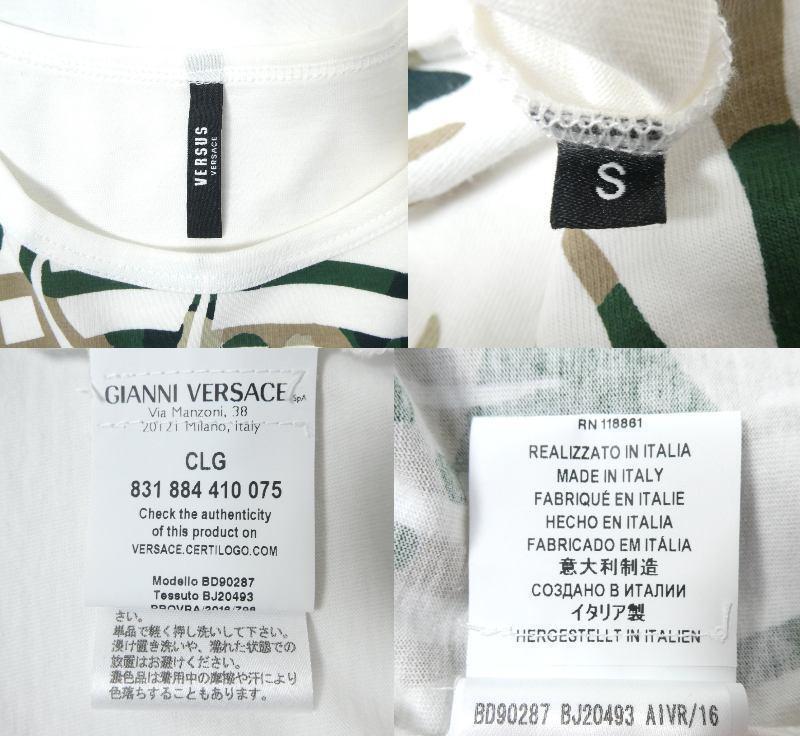 VERSUS
VERSACE
S
GIANNI VERSACE SpA
Via Manzoni, 38
20121 Milano, Italy
CLG
831 884 410 075
Check the authenticity
of this product on
VERSACE.CERTILOGO.COM
Modello BD90287
Tessuto BJ20493
さい。
単品で軽く押し洗いして下さい。
浸け置き洗いや、濡れた状態での
放置はお避けください。
濃色品は着用中の摩擦や汗により
色落ちすることもあります。
RN 118861
REALIZZATO IN ITALIA
MADE IN ITALY
FABRIQUÉ EN ITALIE
HECHO EN ITALIA
FABRICADO EM ITÁLIA
意大利制造
СОЗДАНО В ИТАЛИИ
イタリア製
HERGESTELLT IN ITALIEN
BD90287 BJ20493 AIVR/16